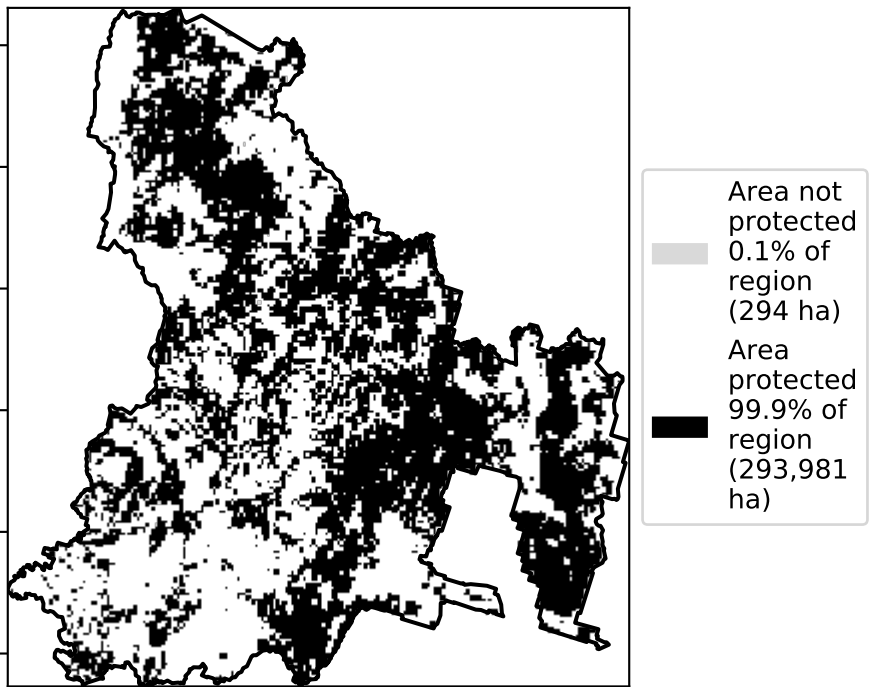 Area not
protected
0.1% of
region
(294 ha)
Area
protected
99.9% of
region
(293,981
ha)